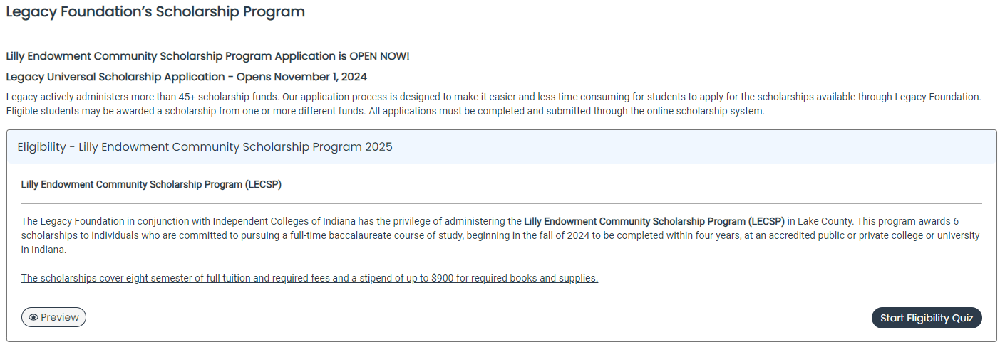 Legacy Foundation's Scholarship Program
Lilly Endowment Community Scholarship Program Application is OPEN NOW!
Legacy Universal Scholarship Application - Opens November 1, 2024
Legacy actively administers more than 45+ scholarship funds. Our application process is designed to make it easier and less time consuming for students to apply for the scholarships available through Legacy Foundation.
Eligible students may be awarded a scholarship from one or more different funds. All applications must be completed and submitted through the online scholarship system.
Eligibility - Lilly Endowment Community Scholarship Program 2025
Lilly Endowment Community Scholarship Program (LECSP)
The Legacy Foundation in conjunction with Independent Colleges of Indiana has the privilege of administering the Lilly Endowment Community Scholarship Program (LECSP) in Lake County. This program awards 6
scholarships to individuals who are committed to pursuing a full-time baccalaureate course of study, beginning in the fall of 2024 to be completed within four years, at an accredited public or private college or university
in Indiana.
The scholarships cover eight semester of full tuition and required fees and a stipend of up to $900 for required books and supplies.
Preview
Start Eligibility Quiz